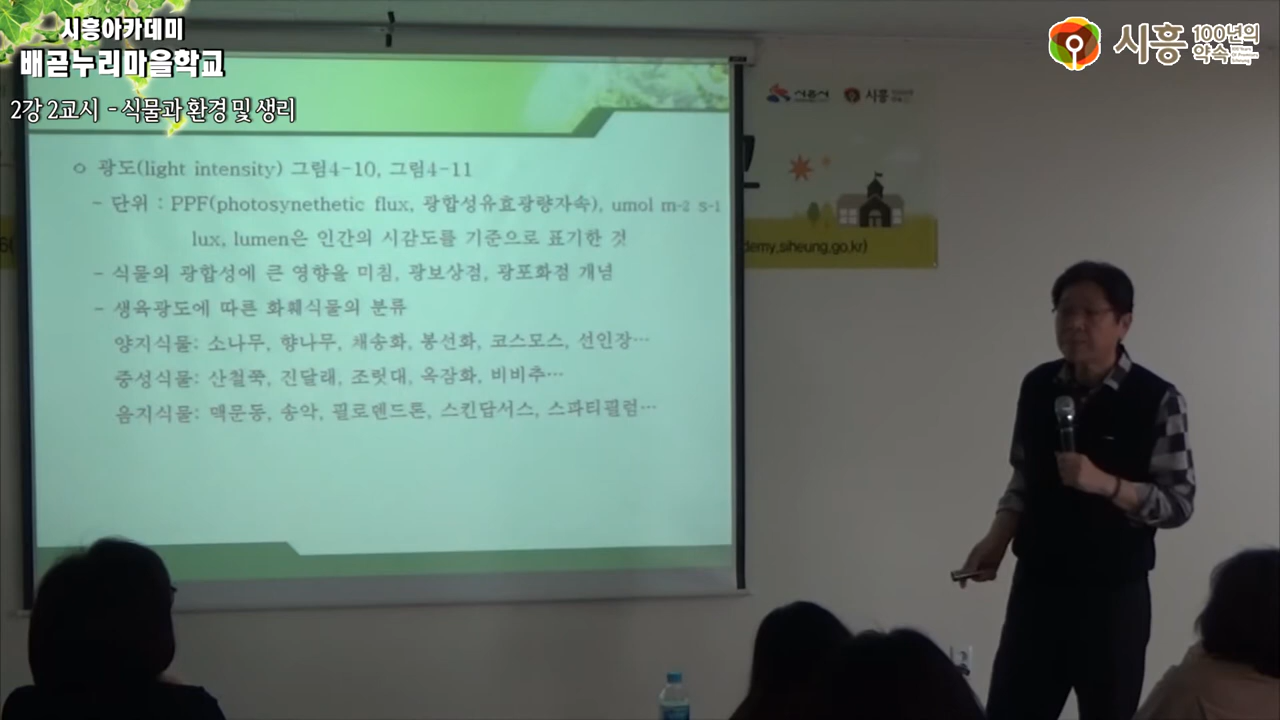 시흥아카데미
배곧누리마을학교
2강 2교시 - 식물과 환경 및 생리
시흥 100년의
약속
시흥시
시흥
ㅇ 광도(light intensity) 그림4-10, 그림4-11
- 단위 : PPF(photosynethetic flux, 광합성유효광량자속), umol m-2 s-1
lux, lumen은 인간의 시감도를 기준으로 표기한 것
- 식물의 광합성에 큰 영향을 미침, 광보상점, 광포화점 개념
- 생육광도에 따른 화훼식물의 분류
양지식물: 소나무, 향나무, 채송화, 봉선화, 코스모스, 선인장…
중성식물: 산철쭉, 진달래, 조릿대, 옥잠화, 비비추…
음지식물: 맥문동, 송악, 필로덴드론, 스킨답서스, 스파티필럼…
demy.siheung.go.kr)